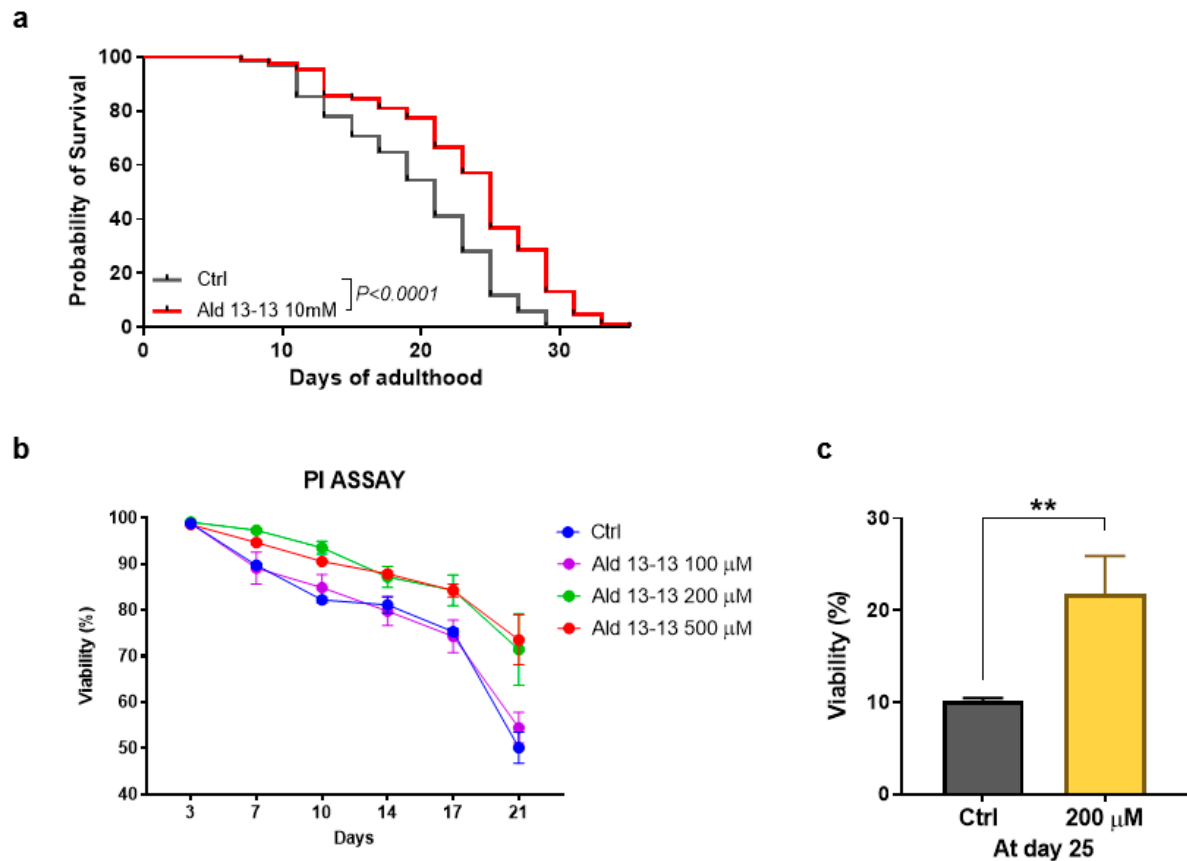 a
Probability of Survival
100
80
60
40
20
0
Ctrl
Ald 13-13 10mM
P<0.0001
0 10 20 30
Days of adulthood
b
PI ASSAY
Viability (%)
100
90
80
70
60
50
40
3 7 10 14 17 21
Days
Ctrl
Ald 13-13 100 μM
Ald 13-13 200 μM
Ald 13-13 500 μM
c
**
Viability (%)
30
20
10
0
Ctrl 200 μM
At day 25